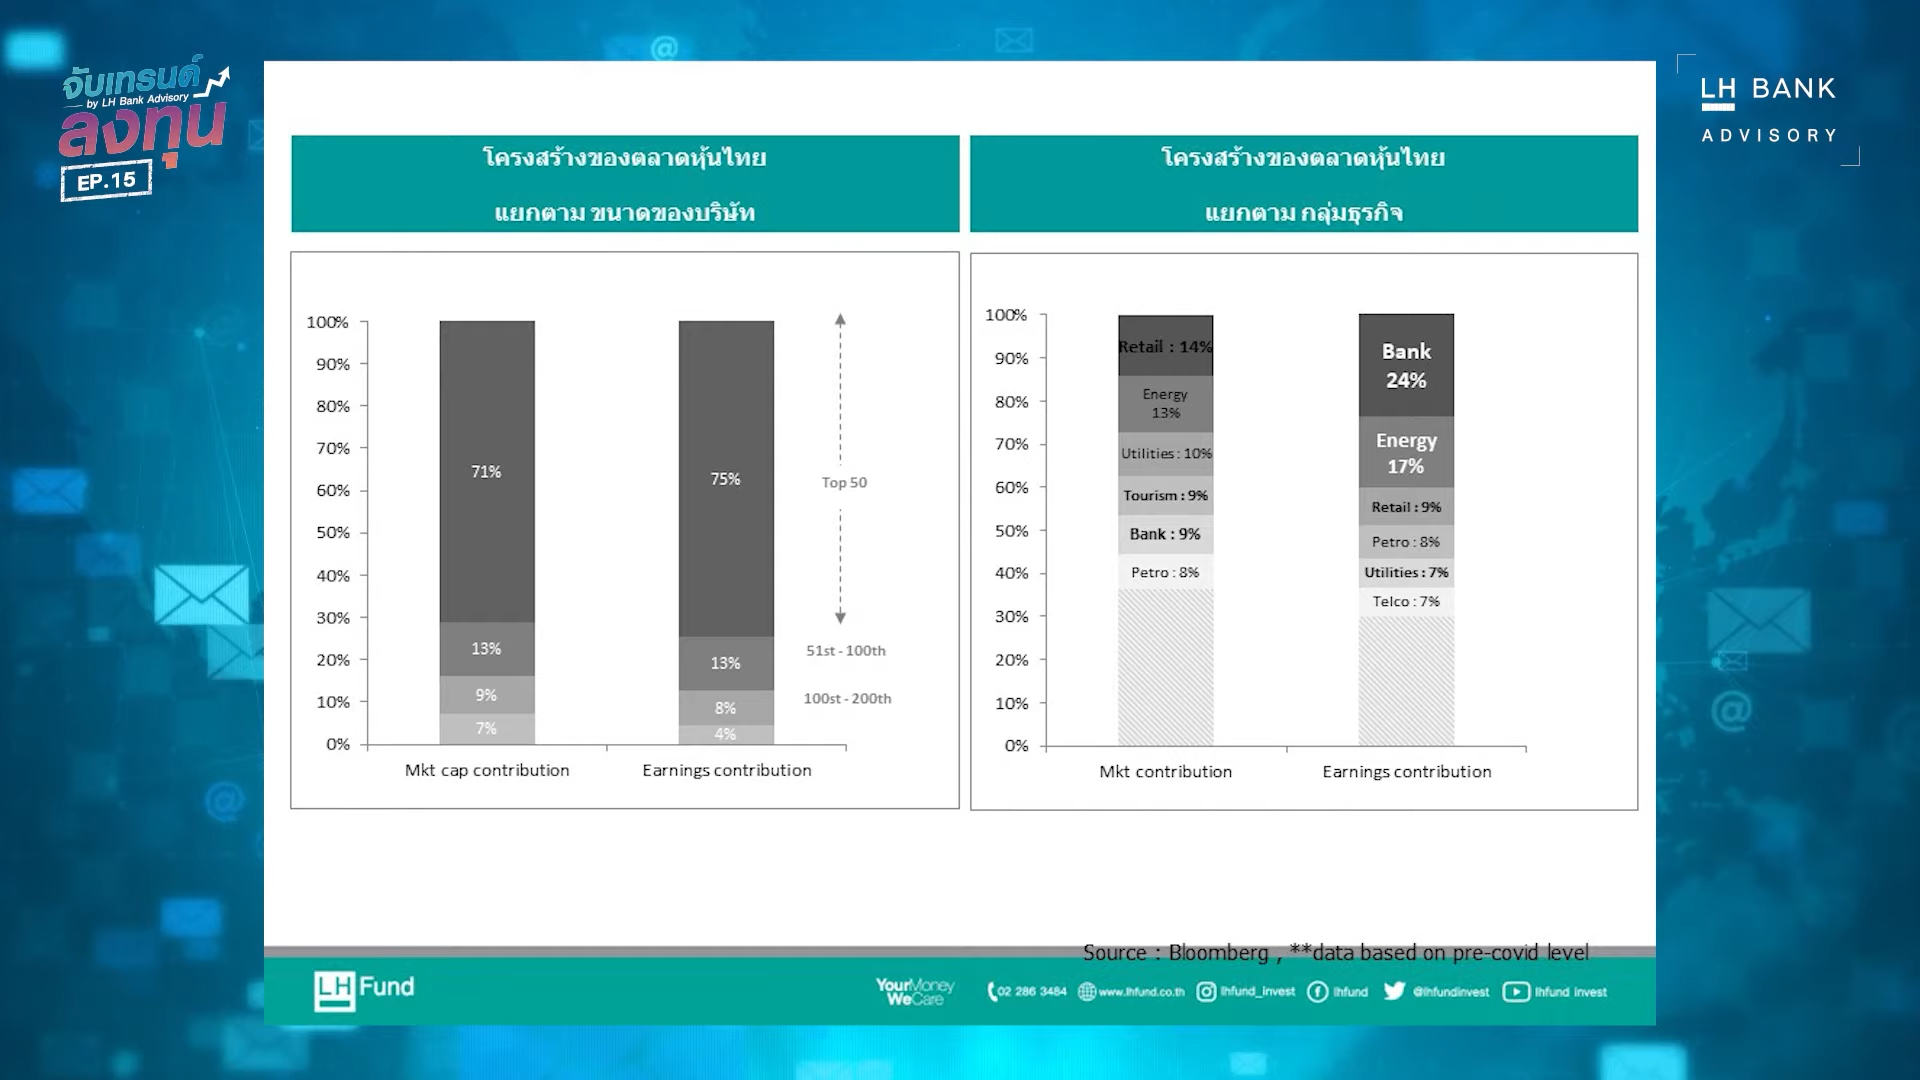 จับเทรนด์
by LH Bank Advisory
ลงทุน
EP.15
LH BANK
ADVISORY
โครงสร้างของตลาดหุ้นไทย
แยกตาม ขนาดของบริษัท
100%
90%
80%
70%
60%
50%
40%
30%
20%
10%
0%
71%
13%
9%
7%
75%
13%
8%
4%
Top 50
51st - 100th
100st - 200th
Mkt cap contribution
Earnings contribution
โครงสร้างของตลาดหุ้นไทย
แยกตาม กลุ่มธุรกิจ
100%
90%
80%
70%
60%
50%
40%
30%
20%
10%
0%
Retail : 14%
Energy
13%
Utilities : 10%
Tourism : 9%
Bank : 9%
Petro : 8%
Bank
24%
Energy
17%
Retail : 9%
Petro : 8%
Utilities : 7%
Telco : 7%
Mkt contribution
Earnings contribution
Source : Bloomberg , **data based on pre-covid level
LH Fund
YourMoney
WeCare
02 286 3484 www.lhfund.co.th lhfund_invest lhfund @lhfundinvest lhfund invest